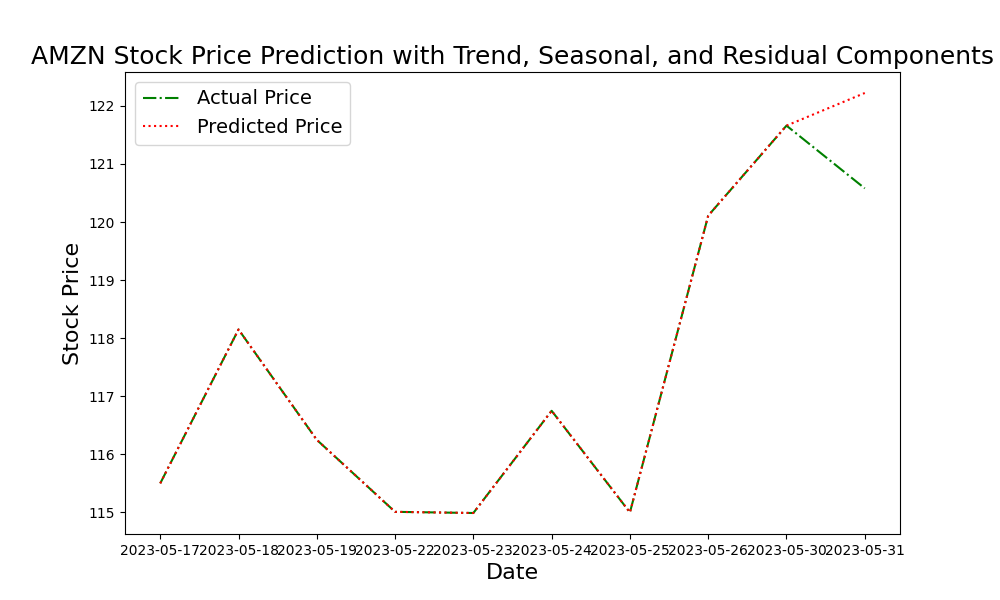 AMZN Stock Price Prediction with Trend, Seasonal, and Residual Components
Actual Price
Predicted Price
122
121
120
119
118
117
116
115
Stock Price
2023-05-17 2023-05-18 2023-05-19 2023-05-22 2023-05-23 2023-05-24 2023-05-25 2023-05-26 2023-05-30 2023-05-31
Date